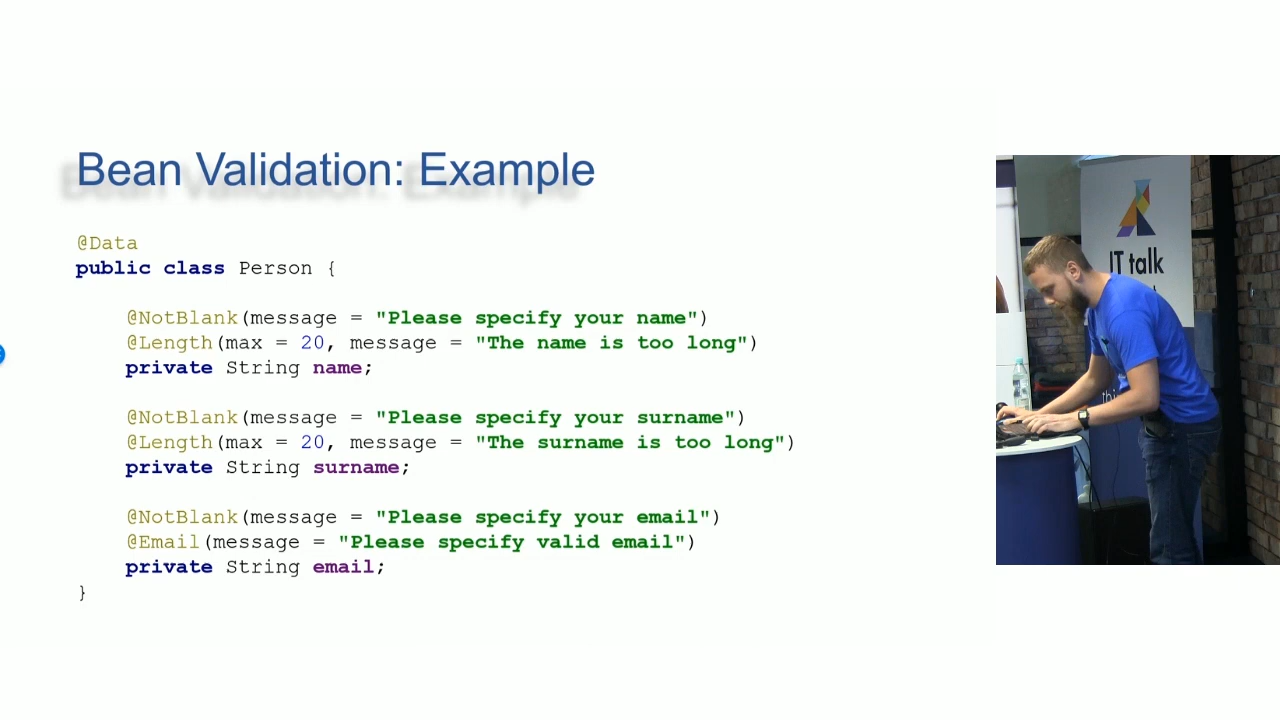 Bean Validation: Example
@Data
public class Person {
@NotBlank(message = "Please specify your name")
@Length(max = 20, message = "The name is too long")
private String name;
@NotBlank(message = "Please specify your surname")
@Length(max = 20, message = "The surname is too long")
private String surname;
@NotBlank(message = "Please specify your email")
@Email(message = "Please specify valid email")
private String email;
}
IT talk